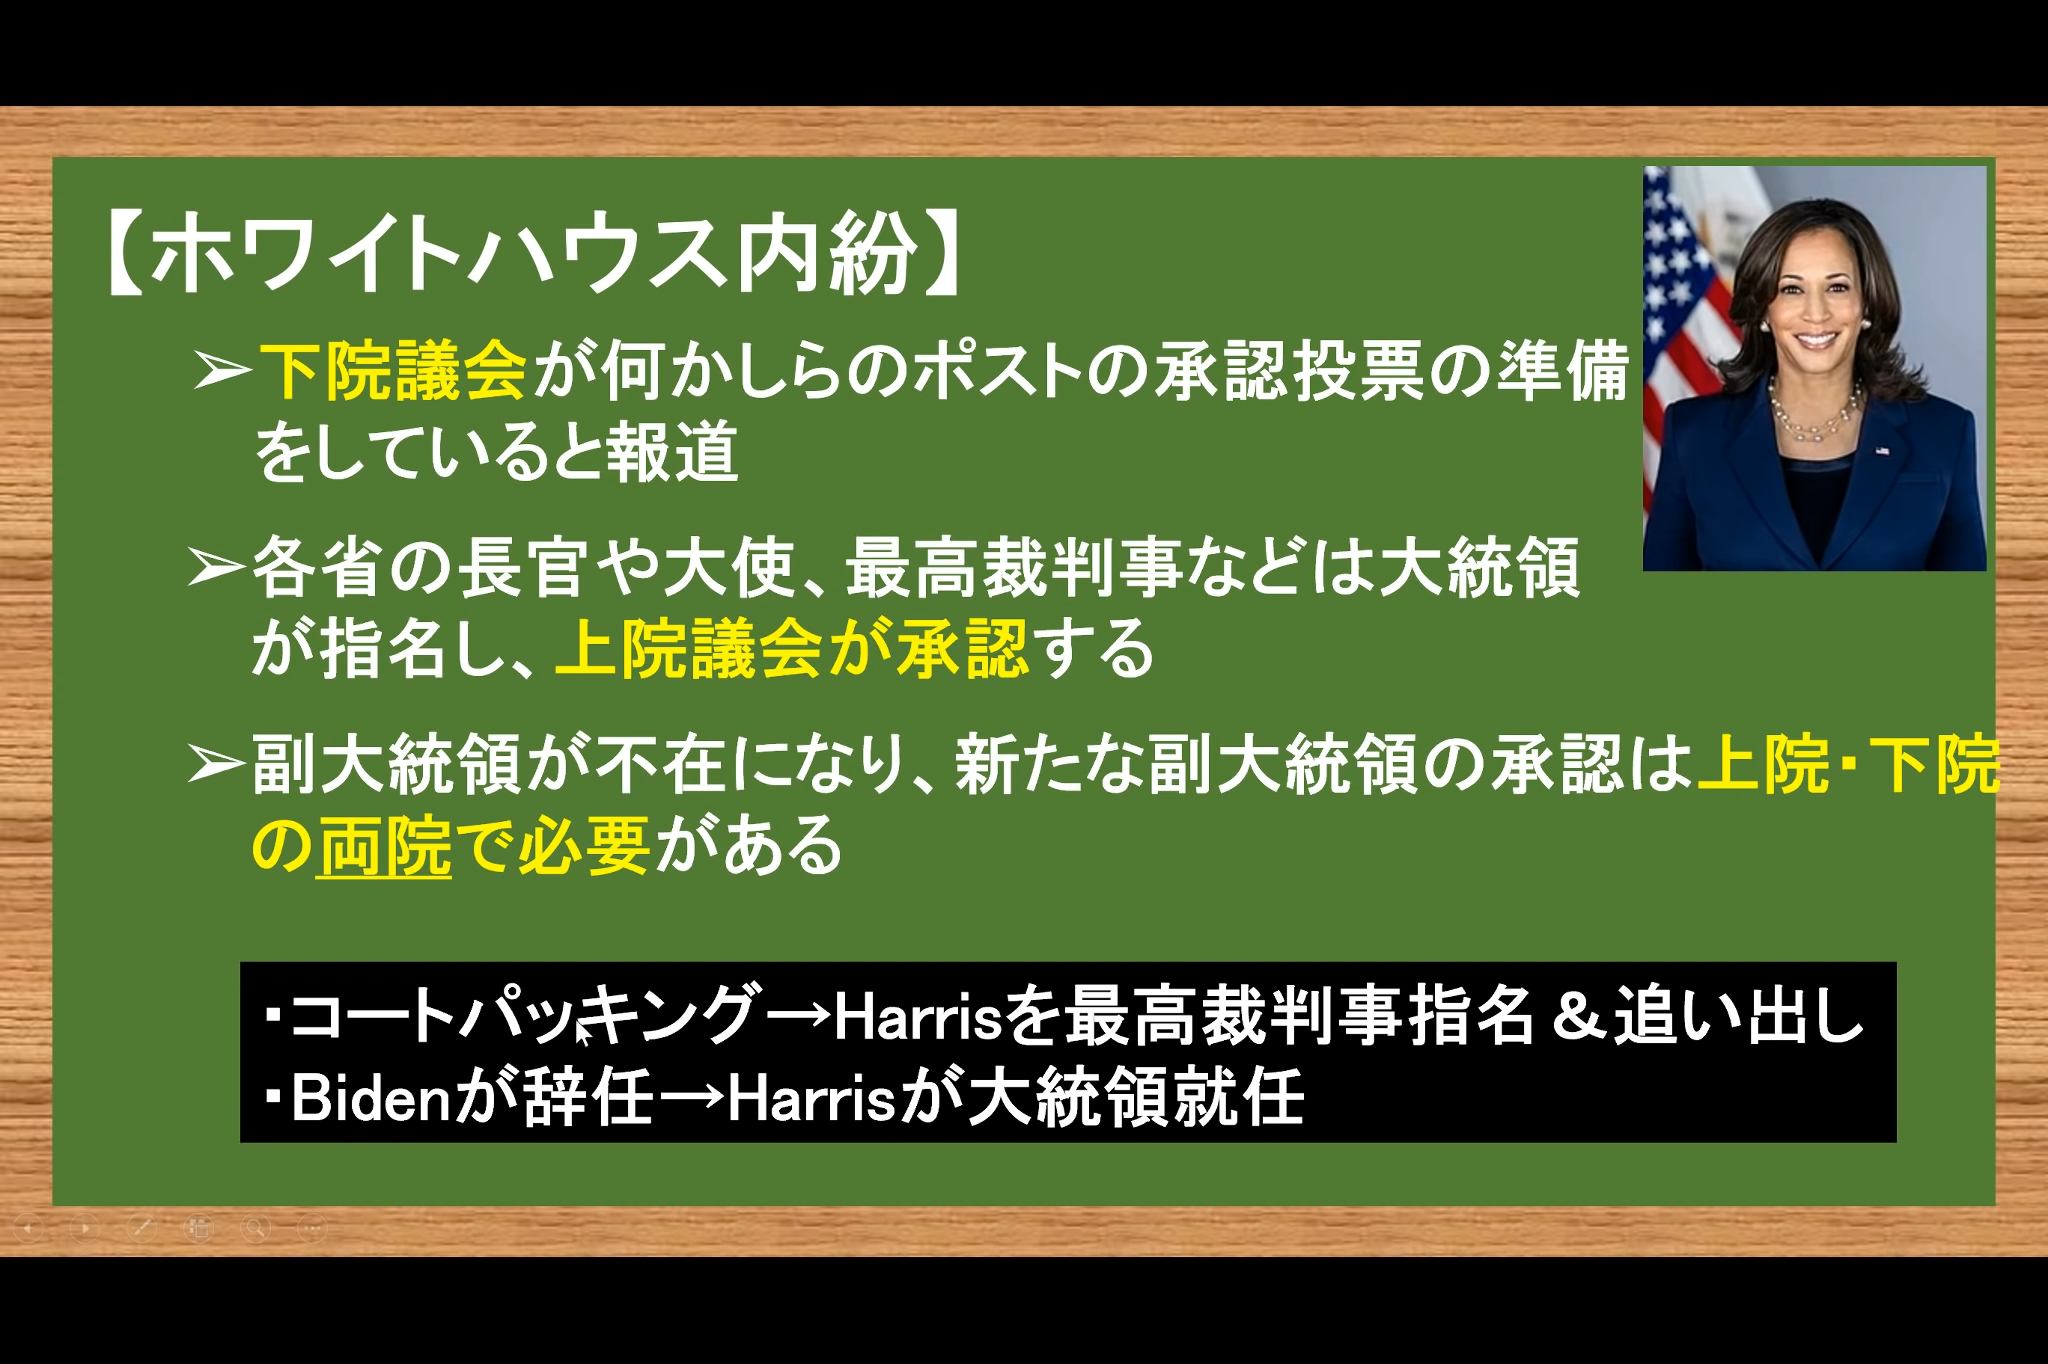 【ホワイトハウス内紛】
➢下院議会が何かしらのポストの承認投票の準備
をしていると報道
➢各省の長官や大使、最高裁判事などは大統領
が指名し、上院議会が承認する
➢副大統領が不在になり、新たな副大統領の承認は上院・下院
の両院で必要がある
・コートパッキング→Harrisを最高裁判事指名＆追い出し
・Bidenが辞任→Harrisが大統領就任